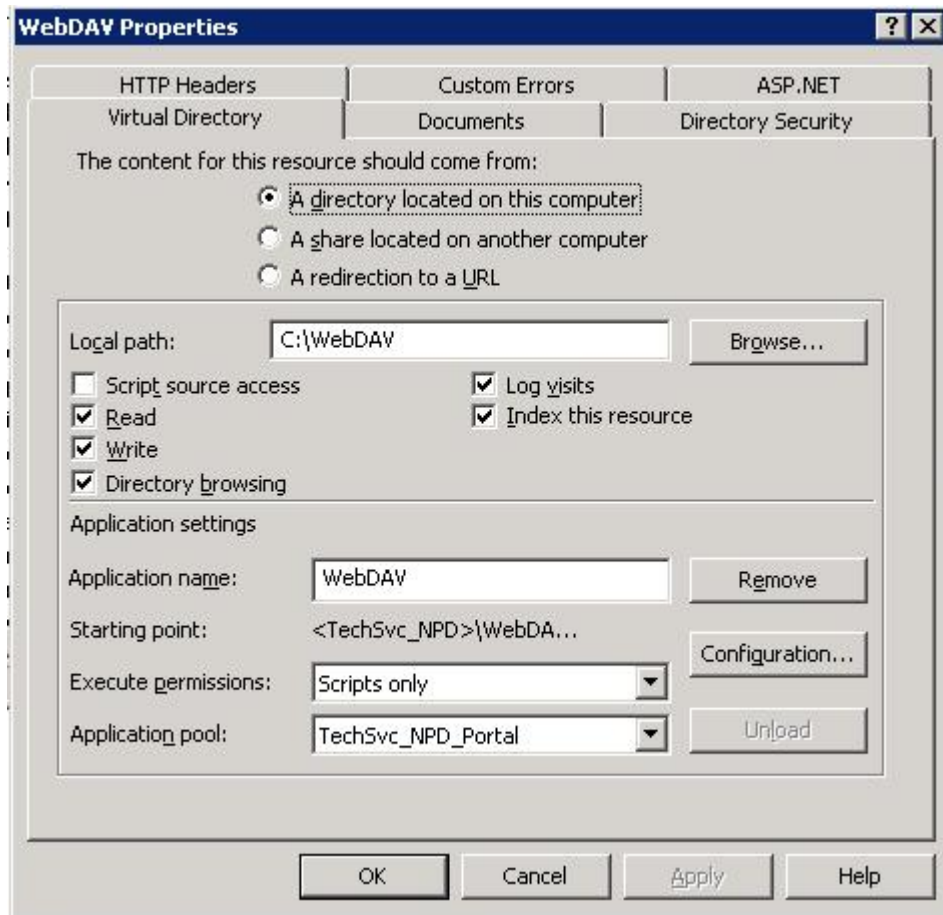 WebDAV Properties
HTTP Headers Custom Errors ASP.NET
Virtual Directory Documents Directory Security
The content for this resource should come from:
A directory located on this computer
A share located on another computer
A redirection to a URL
Local path: C:\WebDAV Browse...
Script source access Log visits
Read Index this resource
Write
Directory browsing
Application settings
Application name: WebDAV Remove
Starting point: <TechSvc_NPD>\WebDA...
Configuration...
Execute permissions: Scripts only
Application pool: TechSvc_NPD_Portal Unload
OK Cancel Apply Help